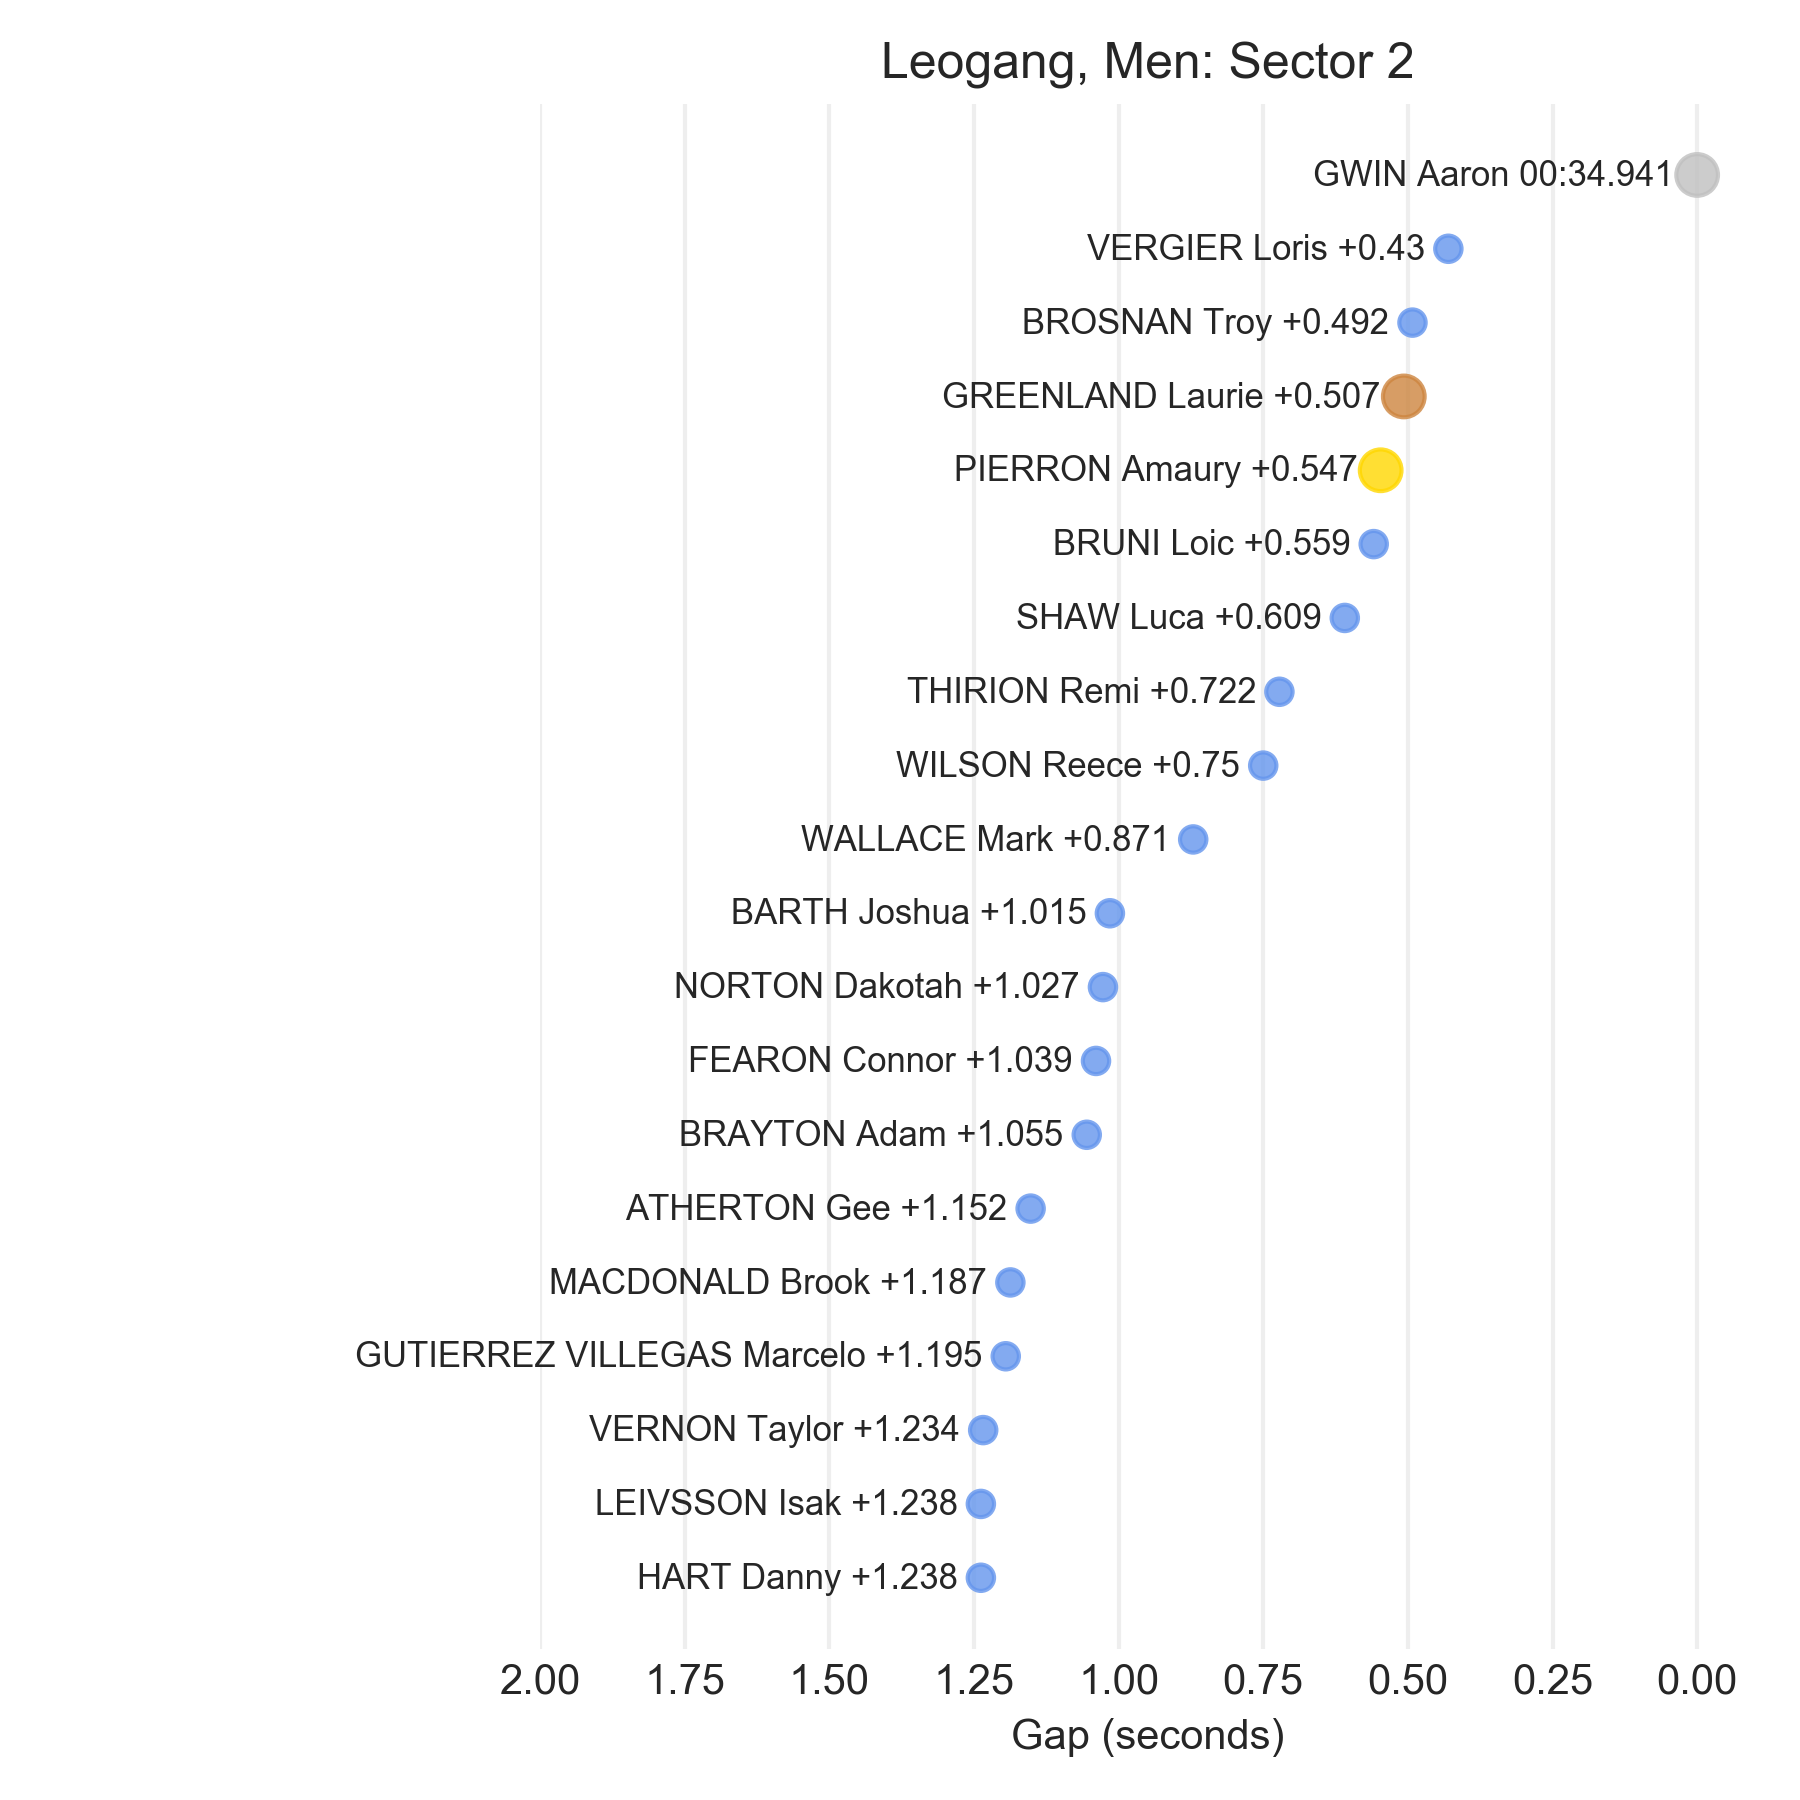 Leogang, Men: Sector 2
GWIN Aaron 00:34.941
VERGIER Loris +0.43
BROSNAN Troy +0.492
GREENLAND Laurie +0.507
PIERRON Amaury +0.547
BRUNI Loic +0.559
SHAW Luca +0.609
THIRION Remi +0.722
WILSON Reece +0.75
WALLACE Mark +0.871
BARTH Joshua +1.015
NORTON Dakotah +1.027
FEARON Connor +1.039
BRAYTON Adam +1.055
ATHERTON Gee +1.152
MACDONALD Brook +1.187
GUTIERREZ VILLEGAS Marcelo +1.195
VERNON Taylor +1.234
LEIVSSON Isak +1.238
HART Danny +1.238
2.00 1.75 1.50 1.25 1.00 0.75 0.50 0.25 0.00
Gap (seconds)